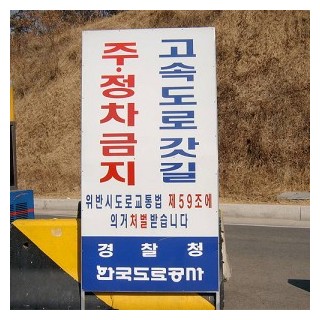 고속도로갓길
주·정차금지
위반시도로교통법 제59조에
의거처벌받습니다
경찰청
한국도로공사